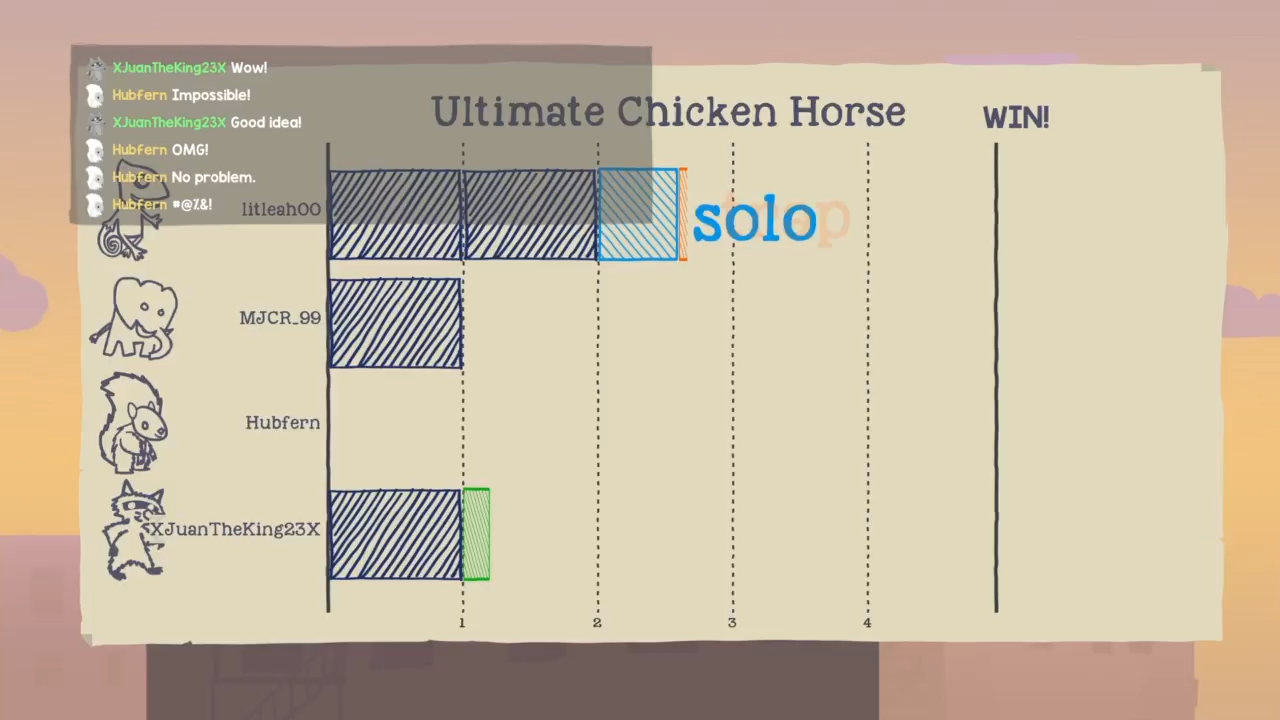 XJuanTheKing23X Wow!
Hubfern Impossible!
XJuanTheKing23X Good idea!
Hubfern OMG!
Hubfern No problem.
Hubfern #@%&!
Ultimate Chicken Horse
WIN!
litleah00
solo
MJCR_99
Hubfern
XJuanTheKing23X
1 2 3 4